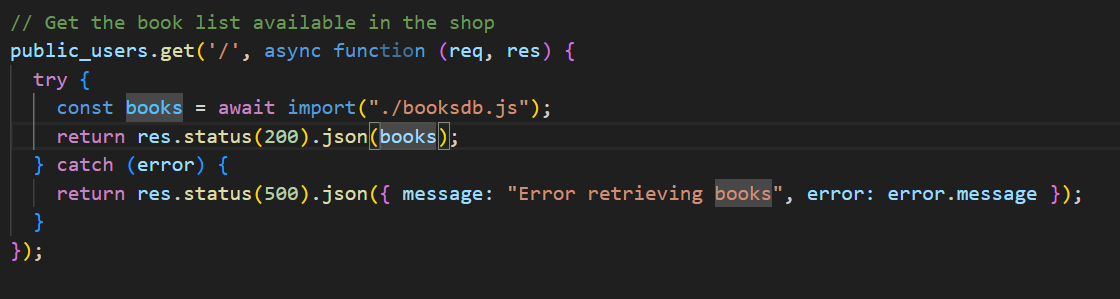 // Get the book list available in the shop
public_users.get('/', async function (req, res) {
  try {
    const books = await import("./booksdb.js");
    return res.status(200).json(books);
  } catch (error) {
    return res.status(500).json({ message: "Error retrieving books", error: error.message });
  }
});